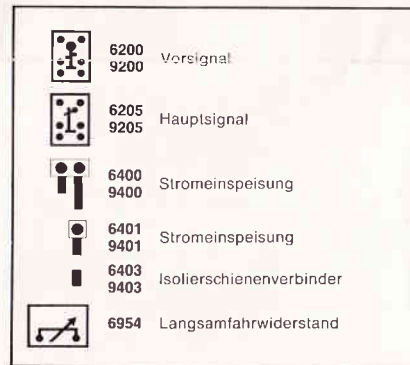 6200
9200 Vorsignal
6205
9205 Hauptsignal
6400
9400 Stromeinspeisung
6401
9401 Stromeinspeisung
6403
9403 Isolierschienenverbinder
6954 Langsamfahrwiderstand